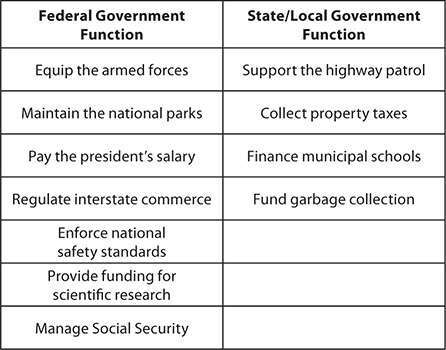 Federal Government
Function
State/Local Government
Function
Equip the armed forces
Support the highway patrol
Maintain the national parks
Collect property taxes
Pay the president’s salary
Finance municipal schools
Regulate interstate commerce
Fund garbage collection
Enforce national
safety standards
Provide funding for
scientific research
Manage Social Security